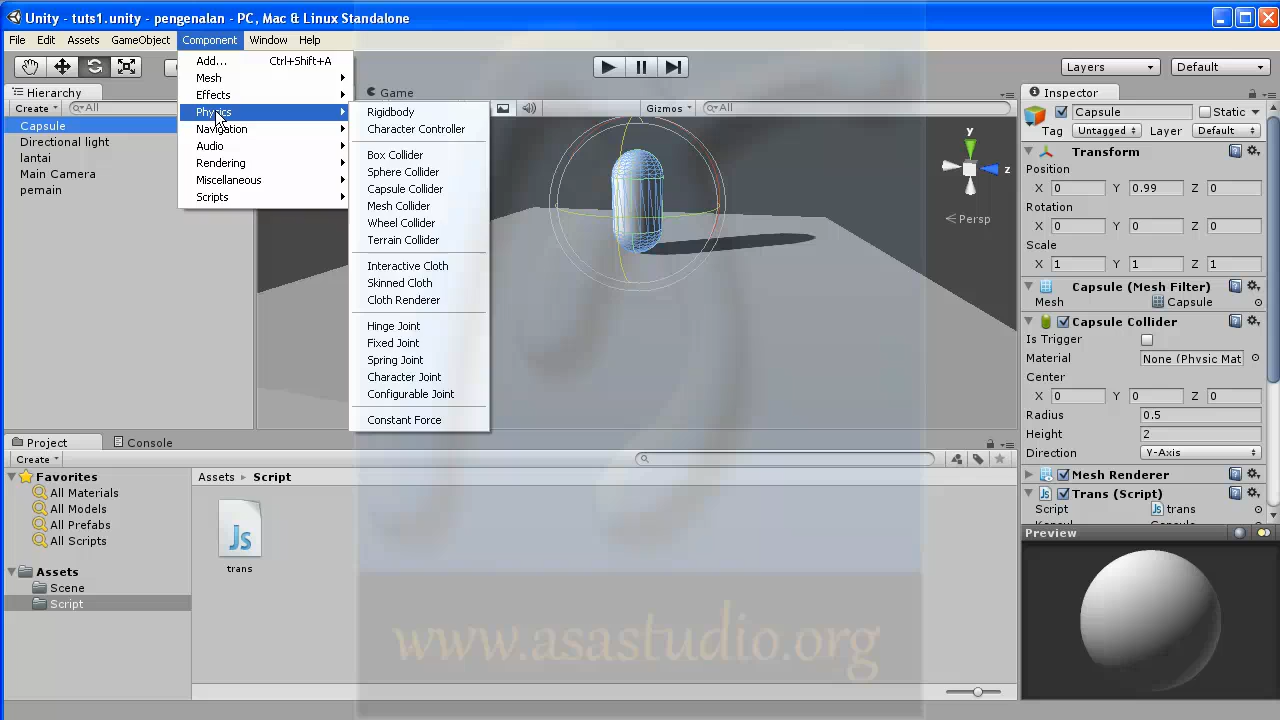 Unity - tuts1.unity - pengenalan - PC, Mac & Linux Standalone
File Edit Assets GameObject Component Window Help
Layers Default
Hierarchy
Create All
Capsule
Directional light
lantai
Main Camera
pemain
Add... Ctrl+Shift+A
Mesh
Effects
Physics
Navigation
Audio
Rendering
Miscellaneous
Scripts
Rigidbody
Character Controller
Box Collider
Sphere Collider
Capsule Collider
Mesh Collider
Wheel Collider
Terrain Collider
Interactive Cloth
Skinned Cloth
Cloth Renderer
Hinge Joint
Fixed Joint
Spring Joint
Character Joint
Configurable Joint
Constant Force
Game
Gizmos All
y
z
Persp
Inspector
Capsule Static
Tag Untagged Layer Default
Transform
Position
X 0 Y 0.99 Z 0
Rotation
X 0 Y 0 Z 0
Scale
X 1 Y 1 Z 1
Capsule (Mesh Filter)
Mesh Capsule
Capsule Collider
Is Trigger
Material None (Physic Mat
Center
X 0 Y 0 Z 0
Radius 0.5
Height 2
Direction Y-Axis
Mesh Renderer
Trans (Script)
Script trans
Preview
Project Console
Create
Favorites
All Materials
All Models
All Prefabs
All Scripts
Assets
Scene
Script
Assets Script
Js
trans
www.asastudio.org